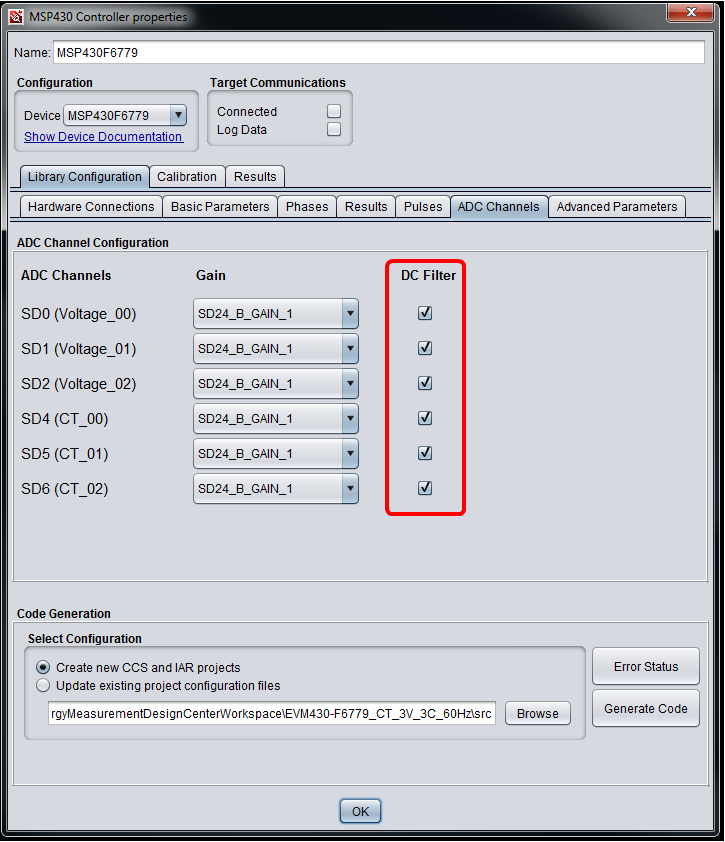 MSP430 Controller properties
Name: MSP430F6779
Configuration
Target Communications
Device MSP430F6779
Connected
Show Device Documentation
Log Data
Library Configuration Calibration Results
Hardware Connections Basic Parameters Phases Results Pulses ADC Channels Advanced Parameters
ADC Channel Configuration
ADC Channels Gain DC Filter
SD0 (Voltage_00) SD24_B_GAIN_1
SD1 (Voltage_01) SD24_B_GAIN_1
SD2 (Voltage_02) SD24_B_GAIN_1
SD4 (CT_00) SD24_B_GAIN_1
SD5 (CT_01) SD24_B_GAIN_1
SD6 (CT_02) SD24_B_GAIN_1
Code Generation
Select Configuration
Create new CCS and IAR projects
Error Status
Update existing project configuration files
rgyMeasurementDesignCenterWorkspace\EVM430-F6779_CT_3V_3C_60Hz\src Browse
Generate Code
OK